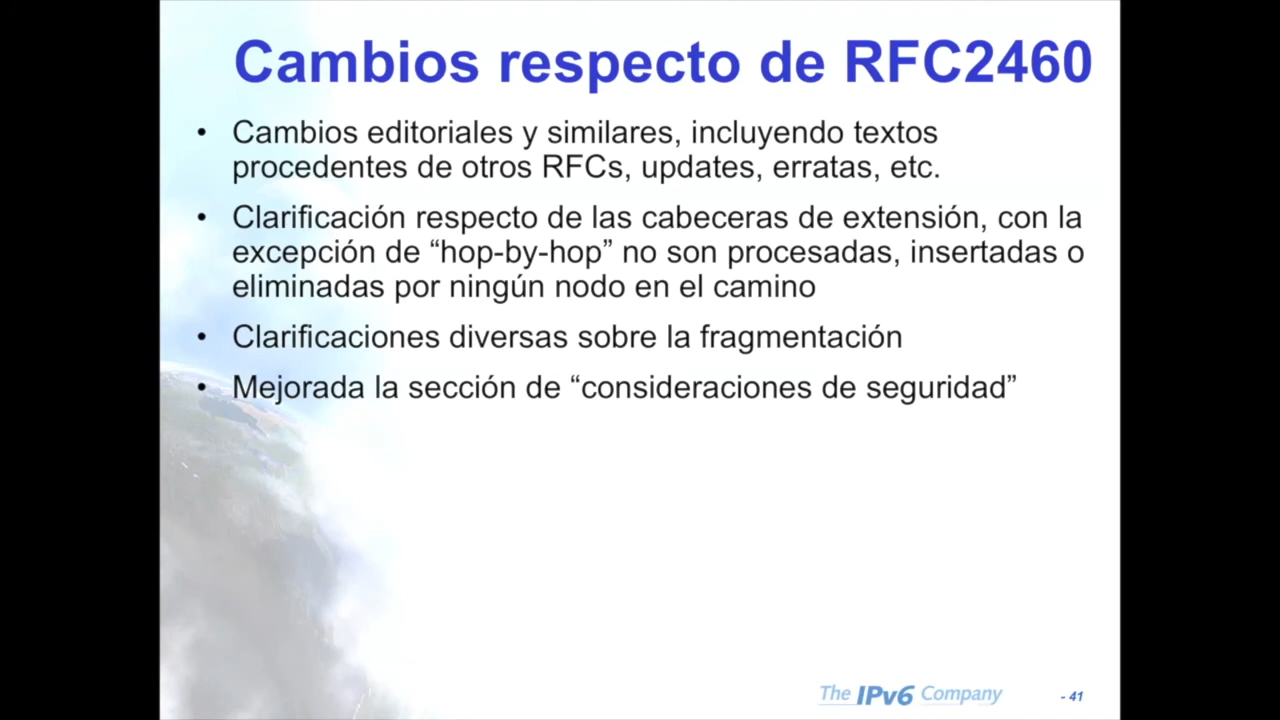 Cambios respecto de RFC2460
• Cambios editoriales y similares, incluyendo textos
procedentes de otros RFCs, updates, erratas, etc.
• Clarificación respecto de las cabeceras de extensión, con la
excepción de “hop-by-hop” no son procesadas, insertadas o
eliminadas por ningún nodo en el camino
• Clarificaciones diversas sobre la fragmentación
• Mejorada la sección de “consideraciones de seguridad”
The IPv6 Company
- 41